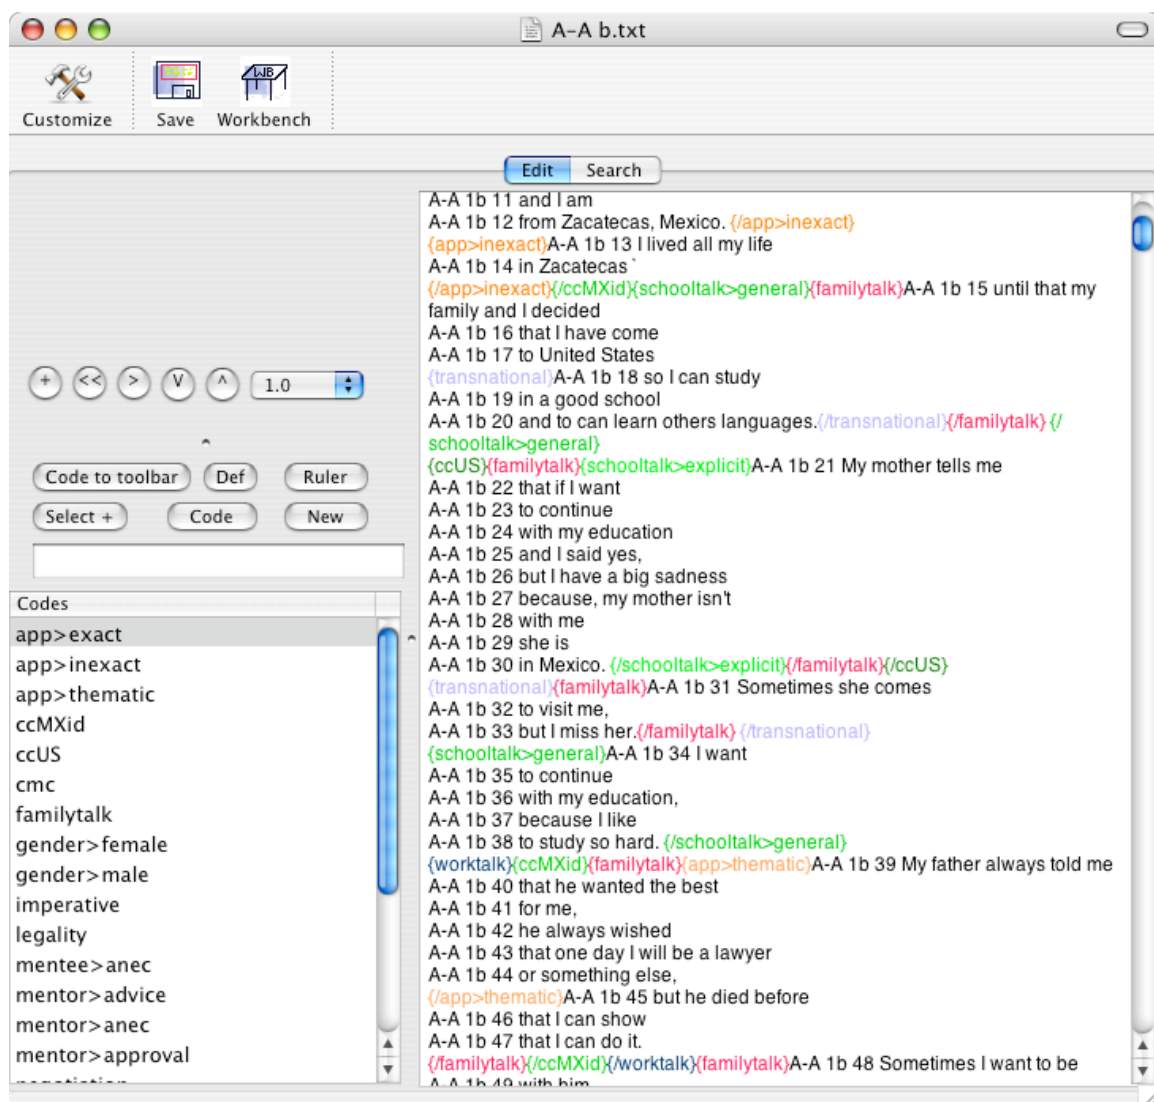 A-A b.txt
Customize
Save
Workbench
Edit
Search
+
<<
>
V
^
1.0
Code to toolbar
Def
Ruler
Select +
Code
New
Codes
app>exact
app>inexact
app>thematic
ccMXid
ccUS
cmc
familytalk
gender>female
gender>male
imperative
legality
mentee>anec
mentor>advice
mentor>anec
mentor>approval
negotiation
A-A 1b 11 and I am
A-A 1b 12 from Zacatecas, Mexico. {/app>inexact}
{app>inexact}A-A 1b 13 I lived all my life
A-A 1b 14 in Zacatecas `
{/app>inexact}{/ccMXid}{schooltalk>general}{familytalk}A-A 1b 15 until that my
family and I decided
A-A 1b 16 that I have come
A-A 1b 17 to United States
{transnational}A-A 1b 18 so I can study
A-A 1b 19 in a good school
A-A 1b 20 and to can learn others languages.{/transnational}{/familytalk} {/
schooltalk>general}
{ccUS}{familytalk}{schooltalk>explicit}A-A 1b 21 My mother tells me
A-A 1b 22 that if I want
A-A 1b 23 to continue
A-A 1b 24 with my education
A-A 1b 25 and I said yes,
A-A 1b 26 but I have a big sadness
A-A 1b 27 because, my mother isn't
A-A 1b 28 with me
A-A 1b 29 she is
A-A 1b 30 in Mexico. {/schooltalk>explicit}{/familytalk}{/ccUS}
{transnational}{familytalk}A-A 1b 31 Sometimes she comes
A-A 1b 32 to visit me,
A-A 1b 33 but I miss her.{/familytalk} {/transnational}
{schooltalk>general}A-A 1b 34 I want
A-A 1b 35 to continue
A-A 1b 36 with my education,
A-A 1b 37 because I like
A-A 1b 38 to study so hard. {/schooltalk>general}
{worktalk}{ccMXid}{familytalk}{app>thematic}A-A 1b 39 My father always told me
A-A 1b 40 that he wanted the best
A-A 1b 41 for me,
A-A 1b 42 he always wished
A-A 1b 43 that one day I will be a lawyer
A-A 1b 44 or something else,
{/app>thematic}A-A 1b 45 but he died before
A-A 1b 46 that I can show
A-A 1b 47 that I can do it.
{/familytalk}{/ccMXid}{/worktalk}{familytalk}A-A 1b 48 Sometimes I want to be
A-A 1b 49 with him